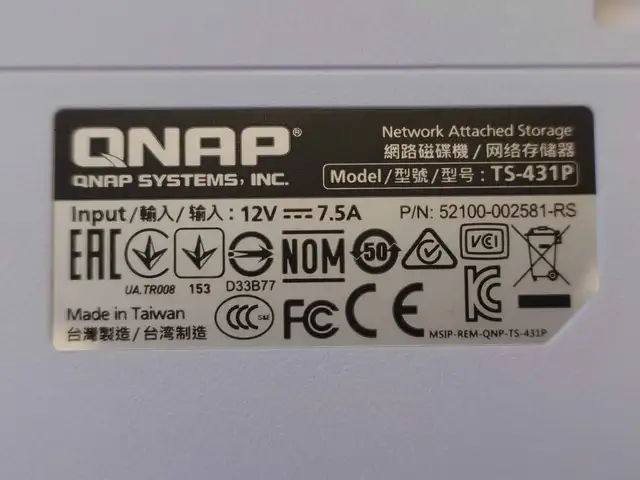 QNAP®
QNAP SYSTEMS, INC.
Network Attached Storage
網路磁碟機 / 网络存储器
Model / 型號 / 型号 : TS-431P
Input / 輸入 / 输入 : 12V ⎓ 7.5A
P/N: 52100-002581-RS
EAC
UA.TR008
153
D33B77
NOM
50
VCI
Made in Taiwan
台灣製造 / 台湾制造
CCC S&E
FC CE
MSIP-REM-QNP-TS-431P